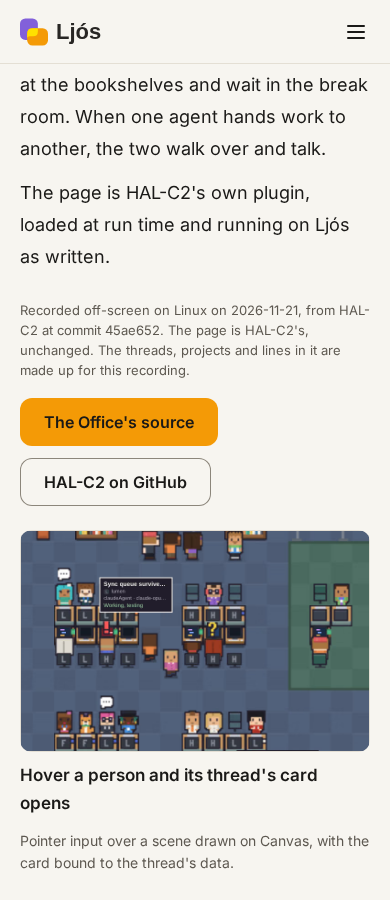 Ljós
at the bookshelves and wait in the break
room. When one agent hands work to
another, the two walk over and talk.
The page is HAL-C2's own plugin,
loaded at run time and running on Ljós
as written.
Recorded off-screen on Linux on 2026-11-21, from HAL-
C2 at commit 45ae652. The page is HAL-C2's,
unchanged. The threads, projects and lines in it are
made up for this recording.
The Office's source
HAL-C2 on GitHub
Sync queue survive...
lumen
claudeAgent · claude-opu...
Working, testing
H H H H
L L H L
?
L L H H
F F L L H H L L
Hover a person and its thread's card
opens
Pointer input over a scene drawn on Canvas, with the
card bound to the thread's data.